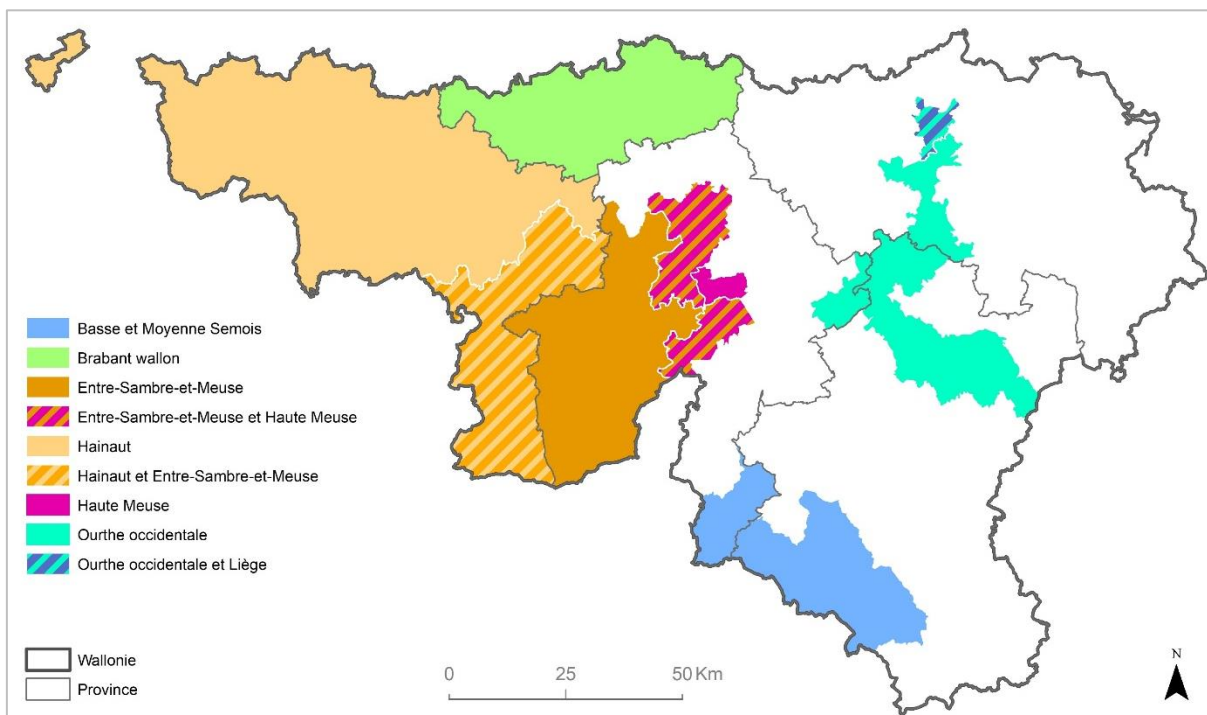 Basse et Moyenne Semois
Brabant wallon
Entre-Sambre-et-Meuse
Entre-Sambre-et-Meuse et Haute Meuse
Hainaut
Hainaut et Entre-Sambre-et-Meuse
Haute Meuse
Ourthe occidentale
Ourthe occidentale et Liège
Wallonie
Province
0 25 50 Km
N